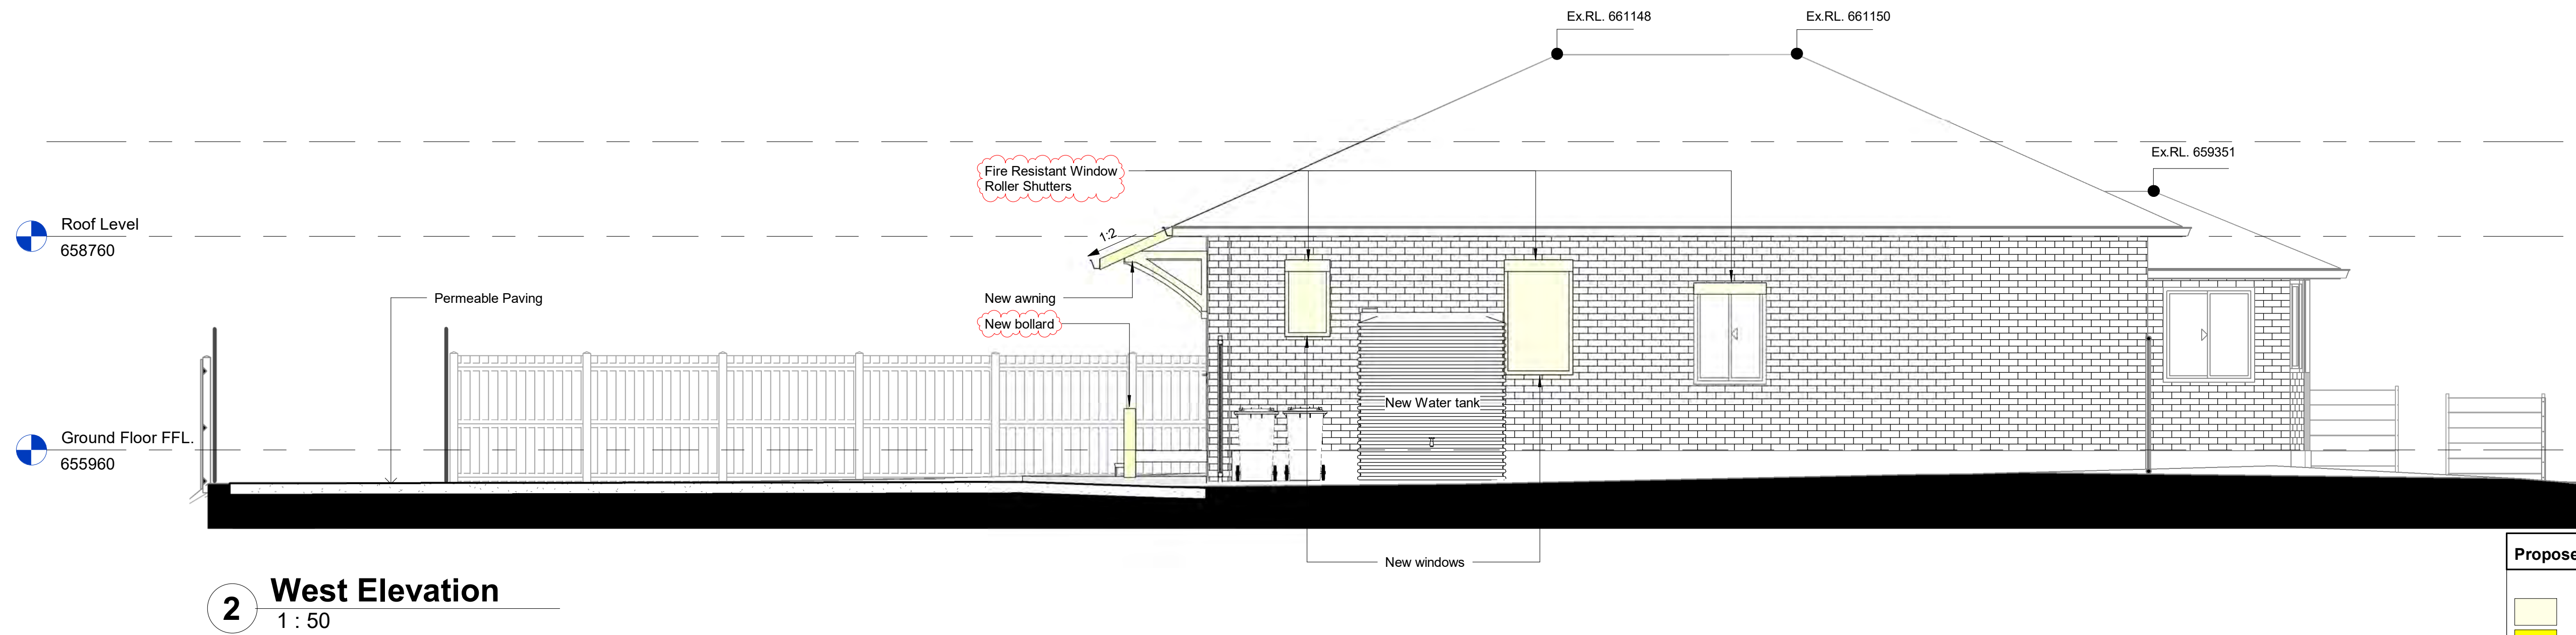 Ex.RL. 661148
Ex.RL. 661150
Ex.RL. 659351
Fire Resistant Window
Roller Shutters
Roof Level
658760
1:2
Permeable Paving
New awning
New bollard
New Water tank
Ground Floor FFL.
655960
New windows
Propose
2
West Elevation
1 : 50